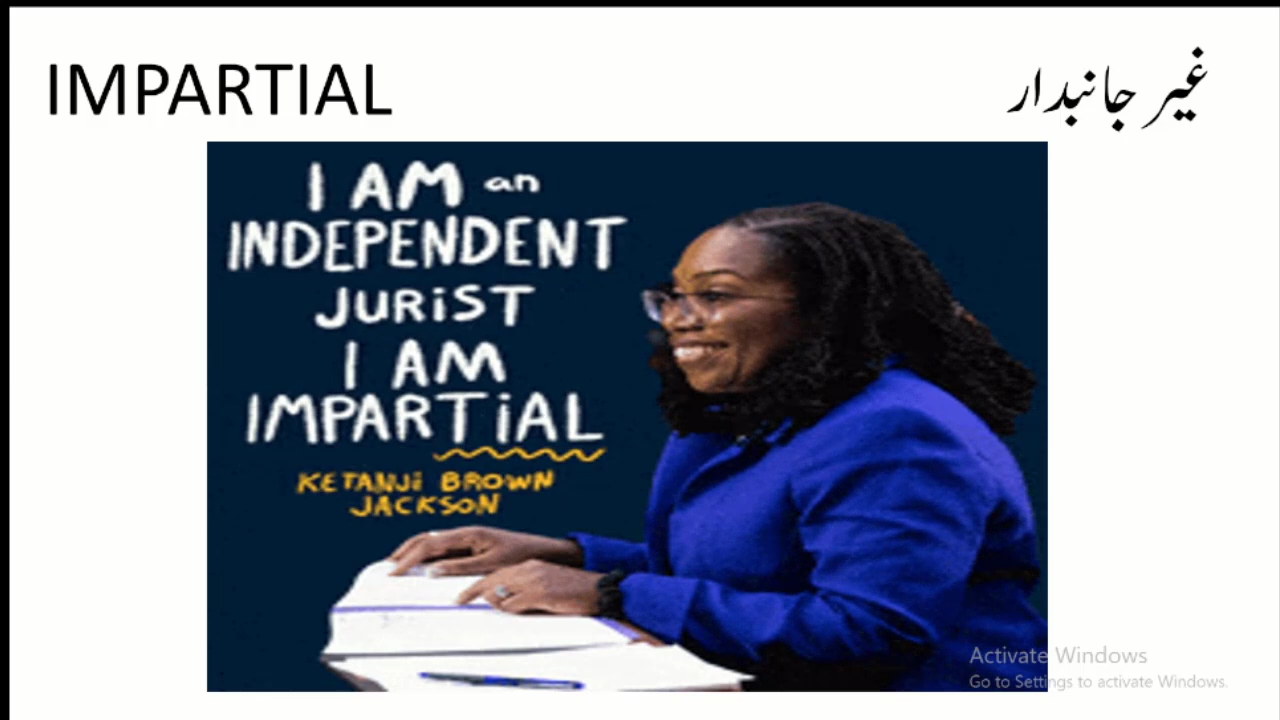 IMPARTIAL
غیر جانبدار
I AM an
INDEPENDENT
JURiST
I AM
IMPARTiAL
KETANJi BROWN
JACKSON
Activate Windows
Go to Settings to activate Windows.